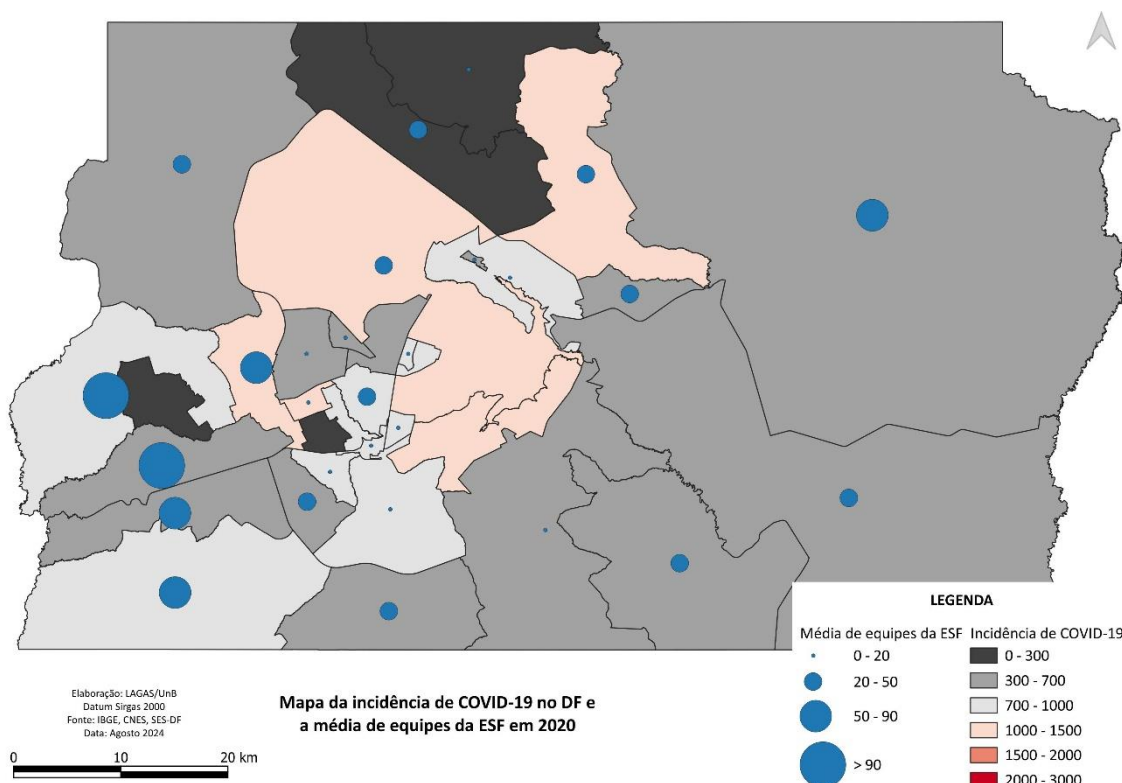 LEGENDA
Média de equipes da ESF
0 - 20
20 - 50
50 - 90
> 90
Incidência de COVID-19
0 - 300
300 - 700
700 - 1000
1000 - 1500
1500 - 2000
2000 - 3000
Elaboração: LAGAS/UnB
Datum Sirgas 2000
Fonte: IBGE, CNES, SES-DF
Data: Agosto 2024
Mapa da incidência de COVID-19 no DF e
a média de equipes da ESF em 2020
0 10 20 km